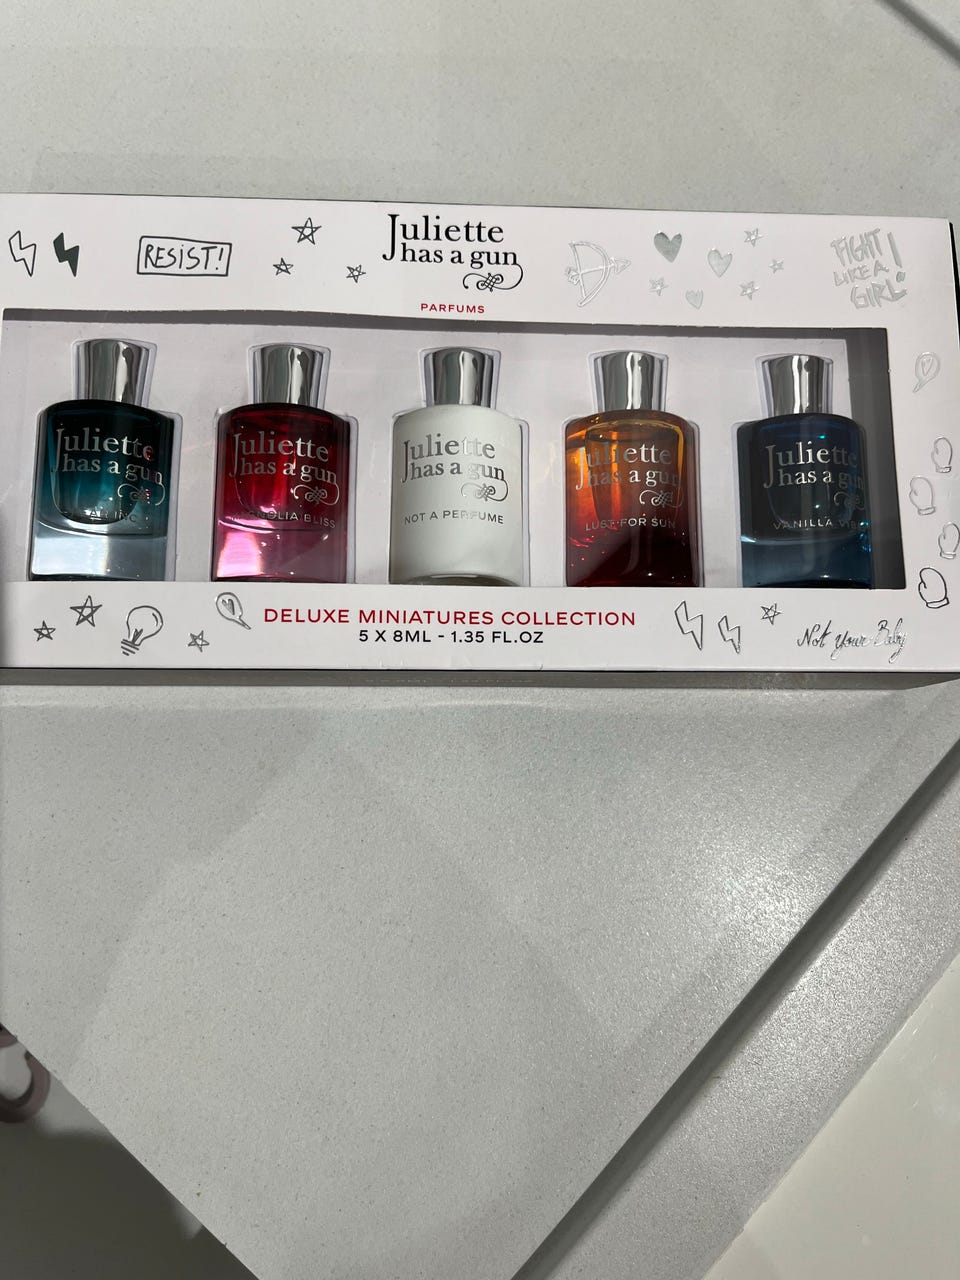 RESiST!
Juliette
has a gun
PARFUMS
FIGHT
LIKE A
GIRL!
Juliette
has a gun
Juliette
has a gun
BLISS
Juliette
has a gun
NOT A PERFUME
Juliette
has a gun
LUST FOR SUN
Juliette
has a gun
VANILLA
DELUXE MINIATURES COLLECTION
5 X 8ML - 1.35 FL.OZ
Not Your Baby